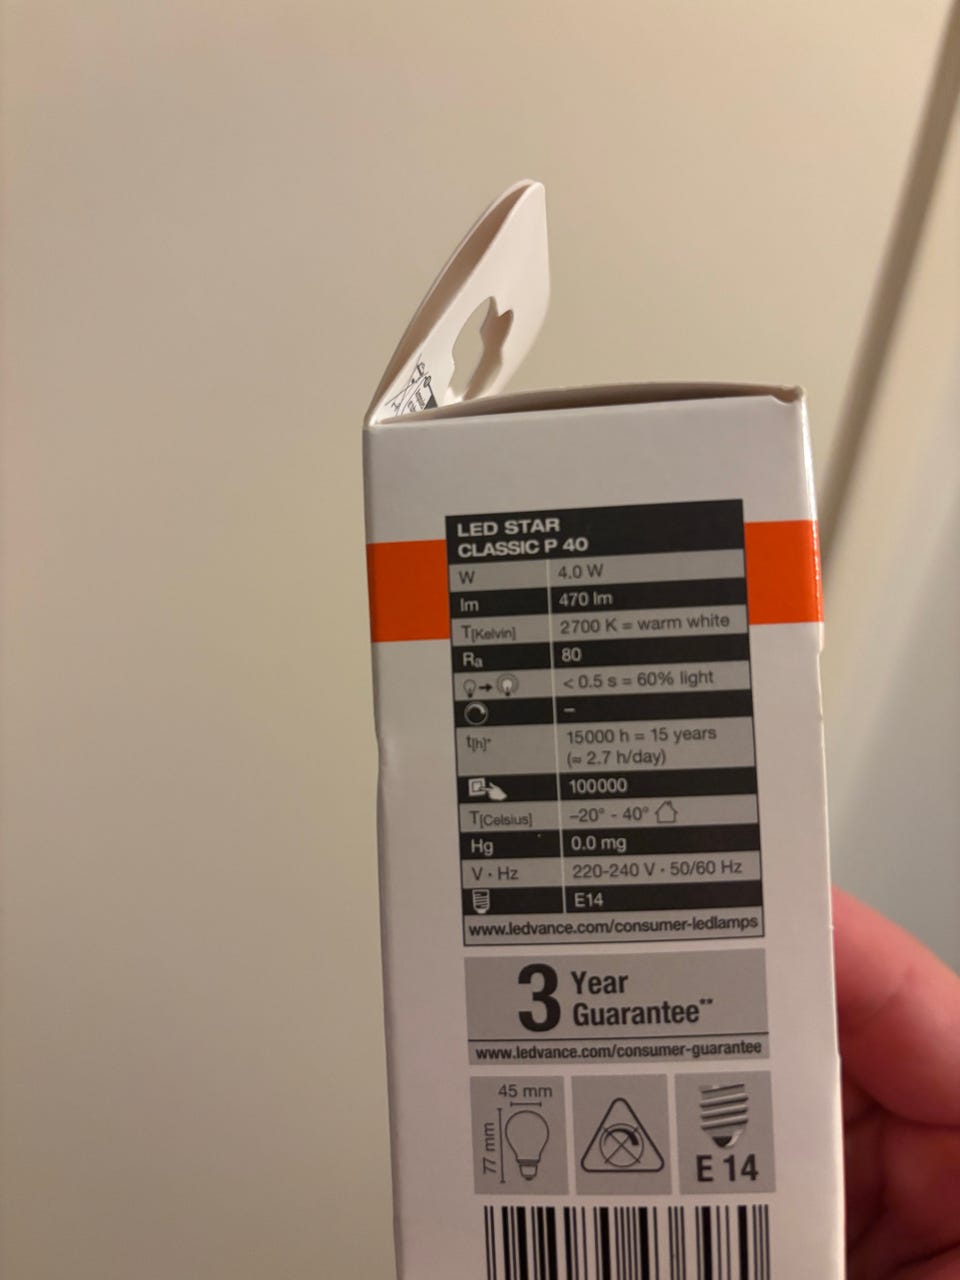 LED STAR
CLASSIC P 40
W 4.0 W
lm 470 lm
T[Kelvin] 2700 K = warm white
Ra 80
< 0.5 s = 60% light
–
t[h]* 15000 h = 15 years
(≈ 2.7 h/day)
100000
T[Celsius] –20° - 40°
Hg 0.0 mg
V · Hz 220-240 V · 50/60 Hz
E14
www.ledvance.com/consumer-ledlamps
3 Year
Guarantee**
www.ledvance.com/consumer-guarantee
45 mm
77 mm
E 14